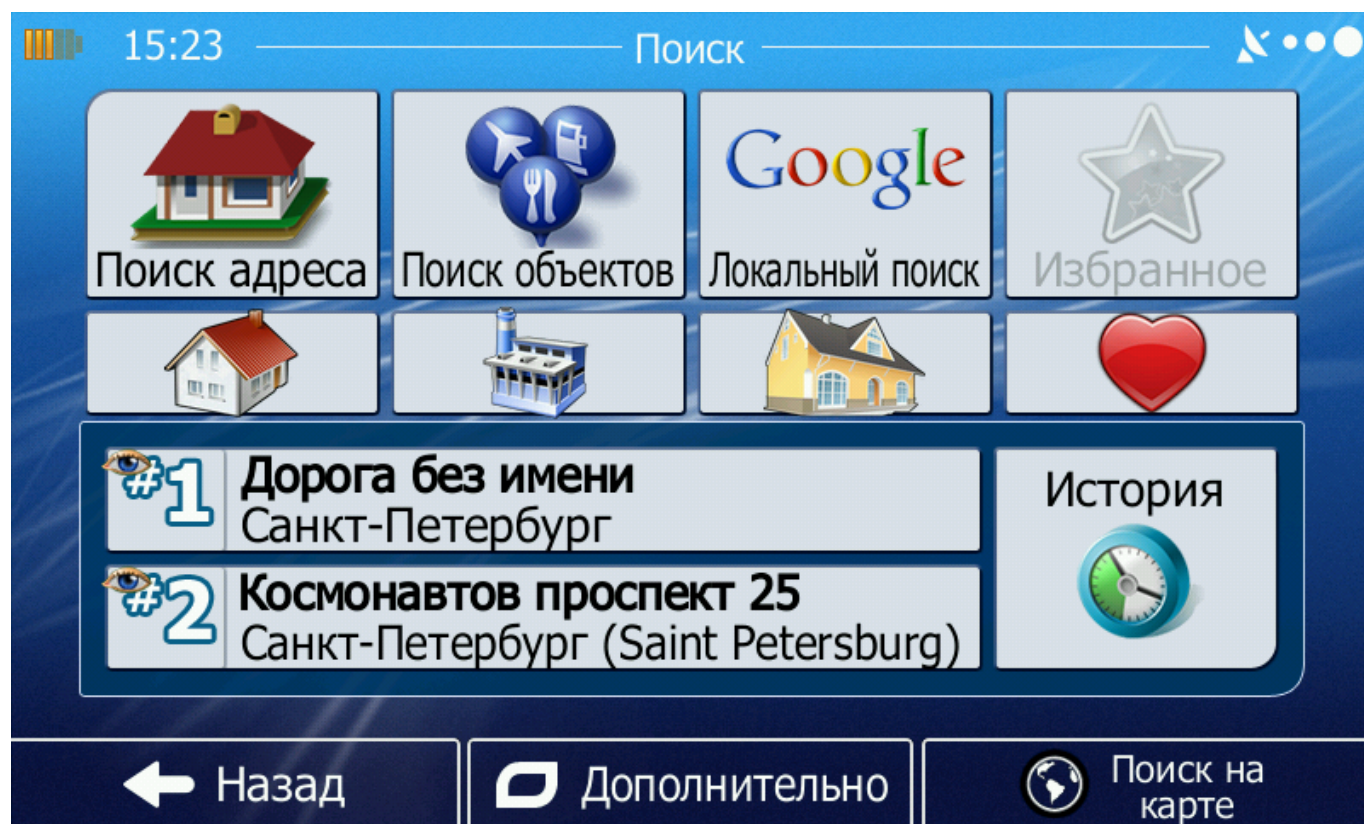 15:23
Поиск
Google
Поиск адреса
Поиск объектов
Локальный поиск
Избранное
#1
Дорога без имени
Санкт-Петербург
#2
Космонавтов проспект 25
Санкт-Петербург (Saint Petersburg)
История
Назад
Дополнительно
Поиск на
карте